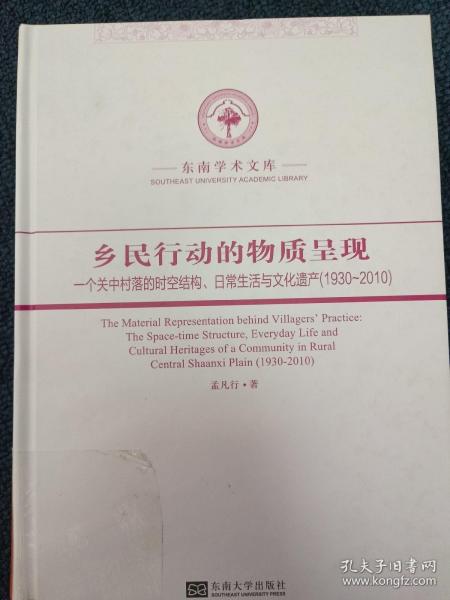 东南学术文库
SOUTHEAST UNIVERSITY ACADEMIC LIBRARY
乡民行动的物质呈现
一个关中村落的时空结构、日常生活与文化遗产(1930~2010)
The Material Representation behind Villagers' Practice:
The Space-time Structure, Everyday Life and
Cultural Heritages of a Community in Rural
Central Shaanxi Plain (1930-2010)
孟凡行·著
东南大学出版社
SOUTHEAST UNIVERSITY PRESS
孔夫子旧书网
www.kongfz.com